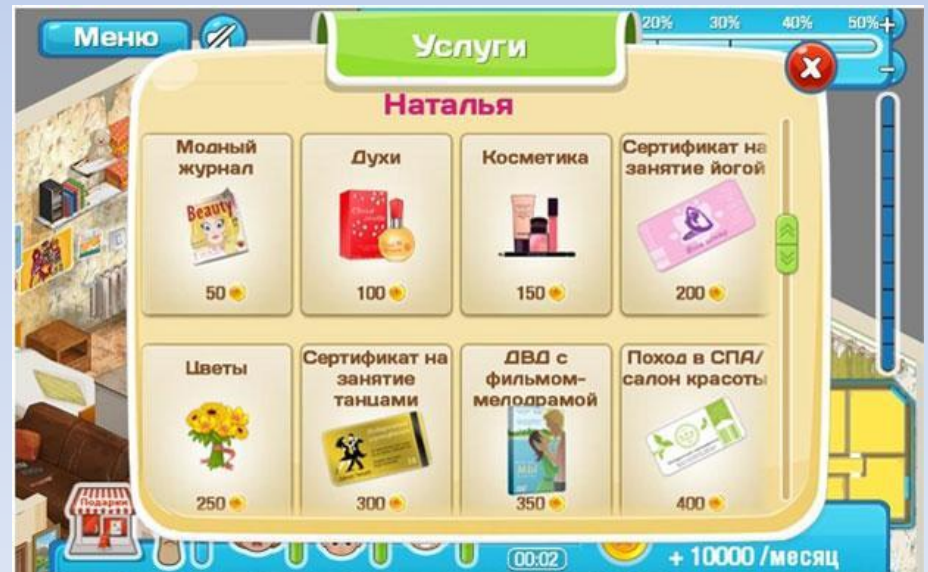 Меню
Услуги
20% 30% 40% 50%
+
X
-
Наталья
Модный
журнал
Beauty
50
Духи
100
Косметика
150
Сертификат на
занятие йогой
200
Цветы
250
Сертификат на
занятие
танцами
300
ДВД с
фильмом-
мелодрамой
МЫ
350
Поход в СПА/
салон красоты
400
Подарки
00:02
+ 10000 /месяц